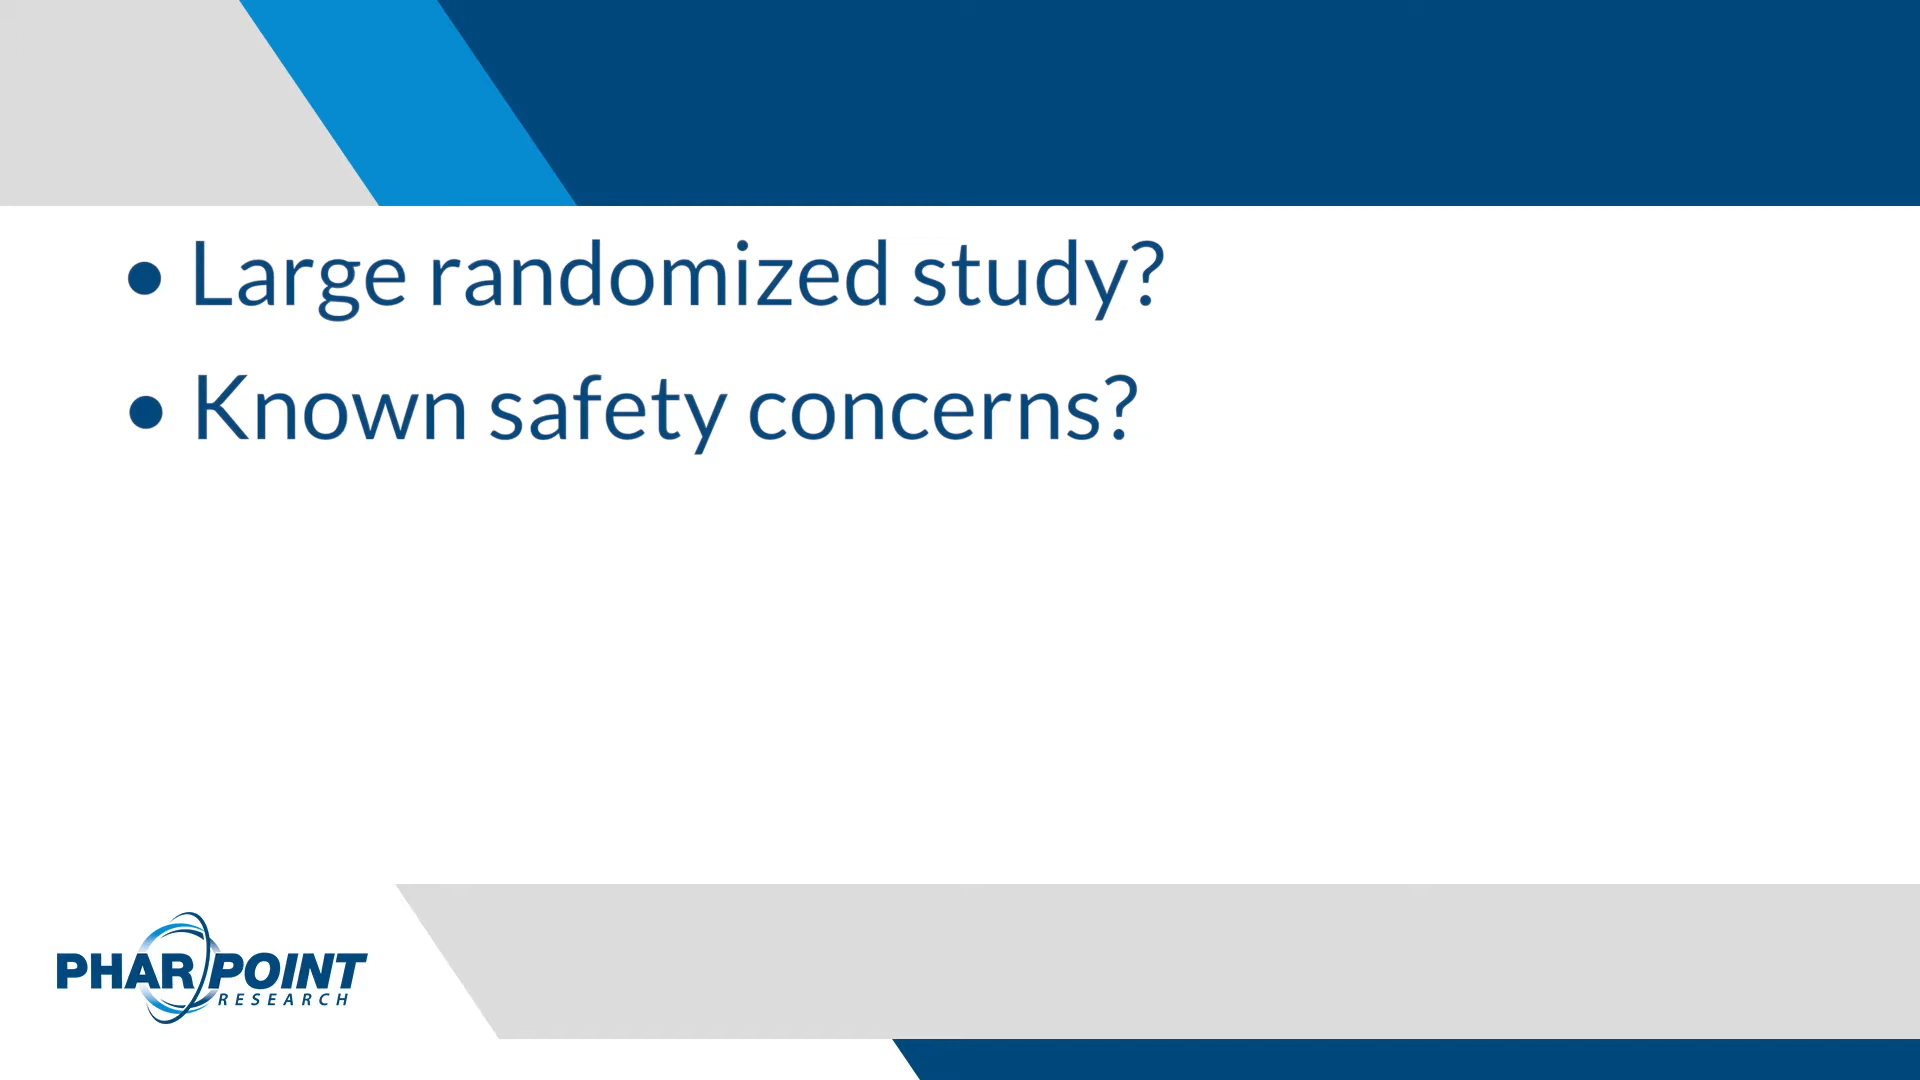 • Large randomized study?
• Known safety concerns?
PHARPOINT
RESEARCH